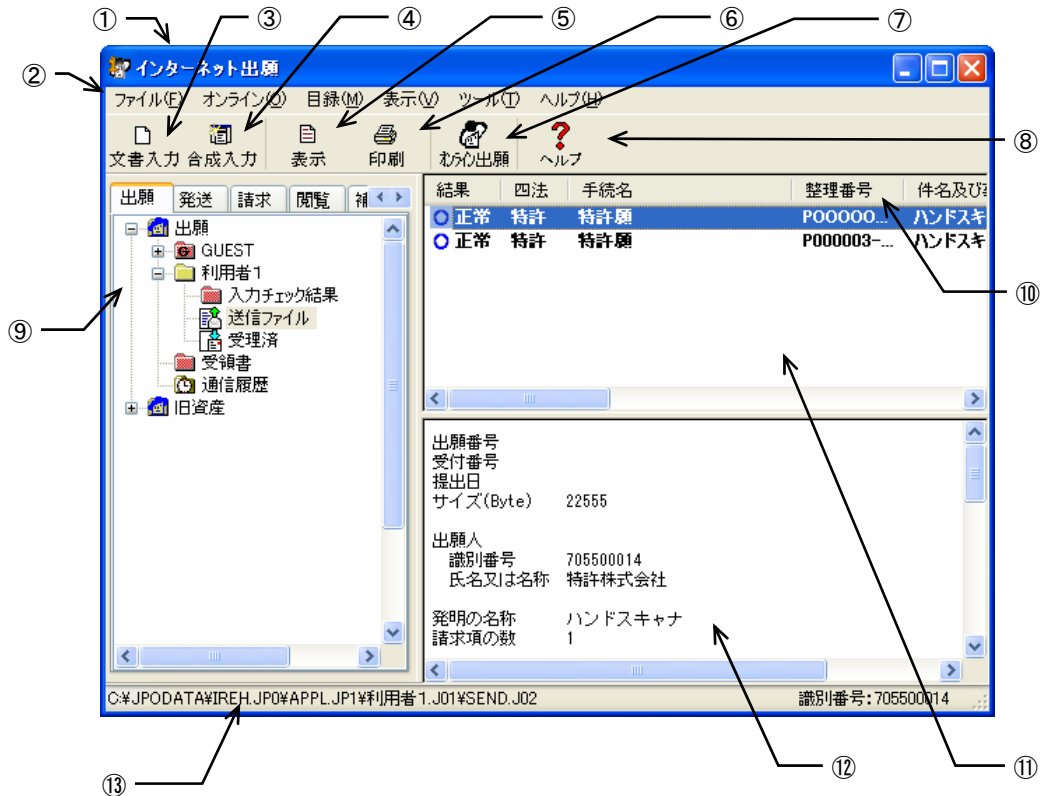 ① ③ ④ ⑤ ⑥ ⑦
インターネット出願
②
ファイル(F) オンライン(O) 目録(M) 表示(V) ツール(T) ヘルプ(H)
文書入力 合成入力 表示 印刷 オンライン出願 ヘルプ
⑧
出願 発送 請求 閲覧 補
出願
GUEST
利用者1
入力チェック結果
送信ファイル
受理済
受領書
通信履歴
旧資産
⑨
結果 四法 手続名 整理番号 件名及び
正常 特許 特許願 P00000... ハンドスキ
正常 特許 特許願 P000003-... ハンドスキ
⑩
出願番号
受付番号
提出日
サイズ(Byte) 22555
出願人
識別番号 705500014
氏名又は名称 特許株式会社
発明の名称 ハンドスキャナ
請求項の数 1
C:¥JPODATA¥IREH.JP0¥APPL.JP1¥利用者1.J01¥SEND.J02 識別番号:705500014
⑬ ⑫ ⑪